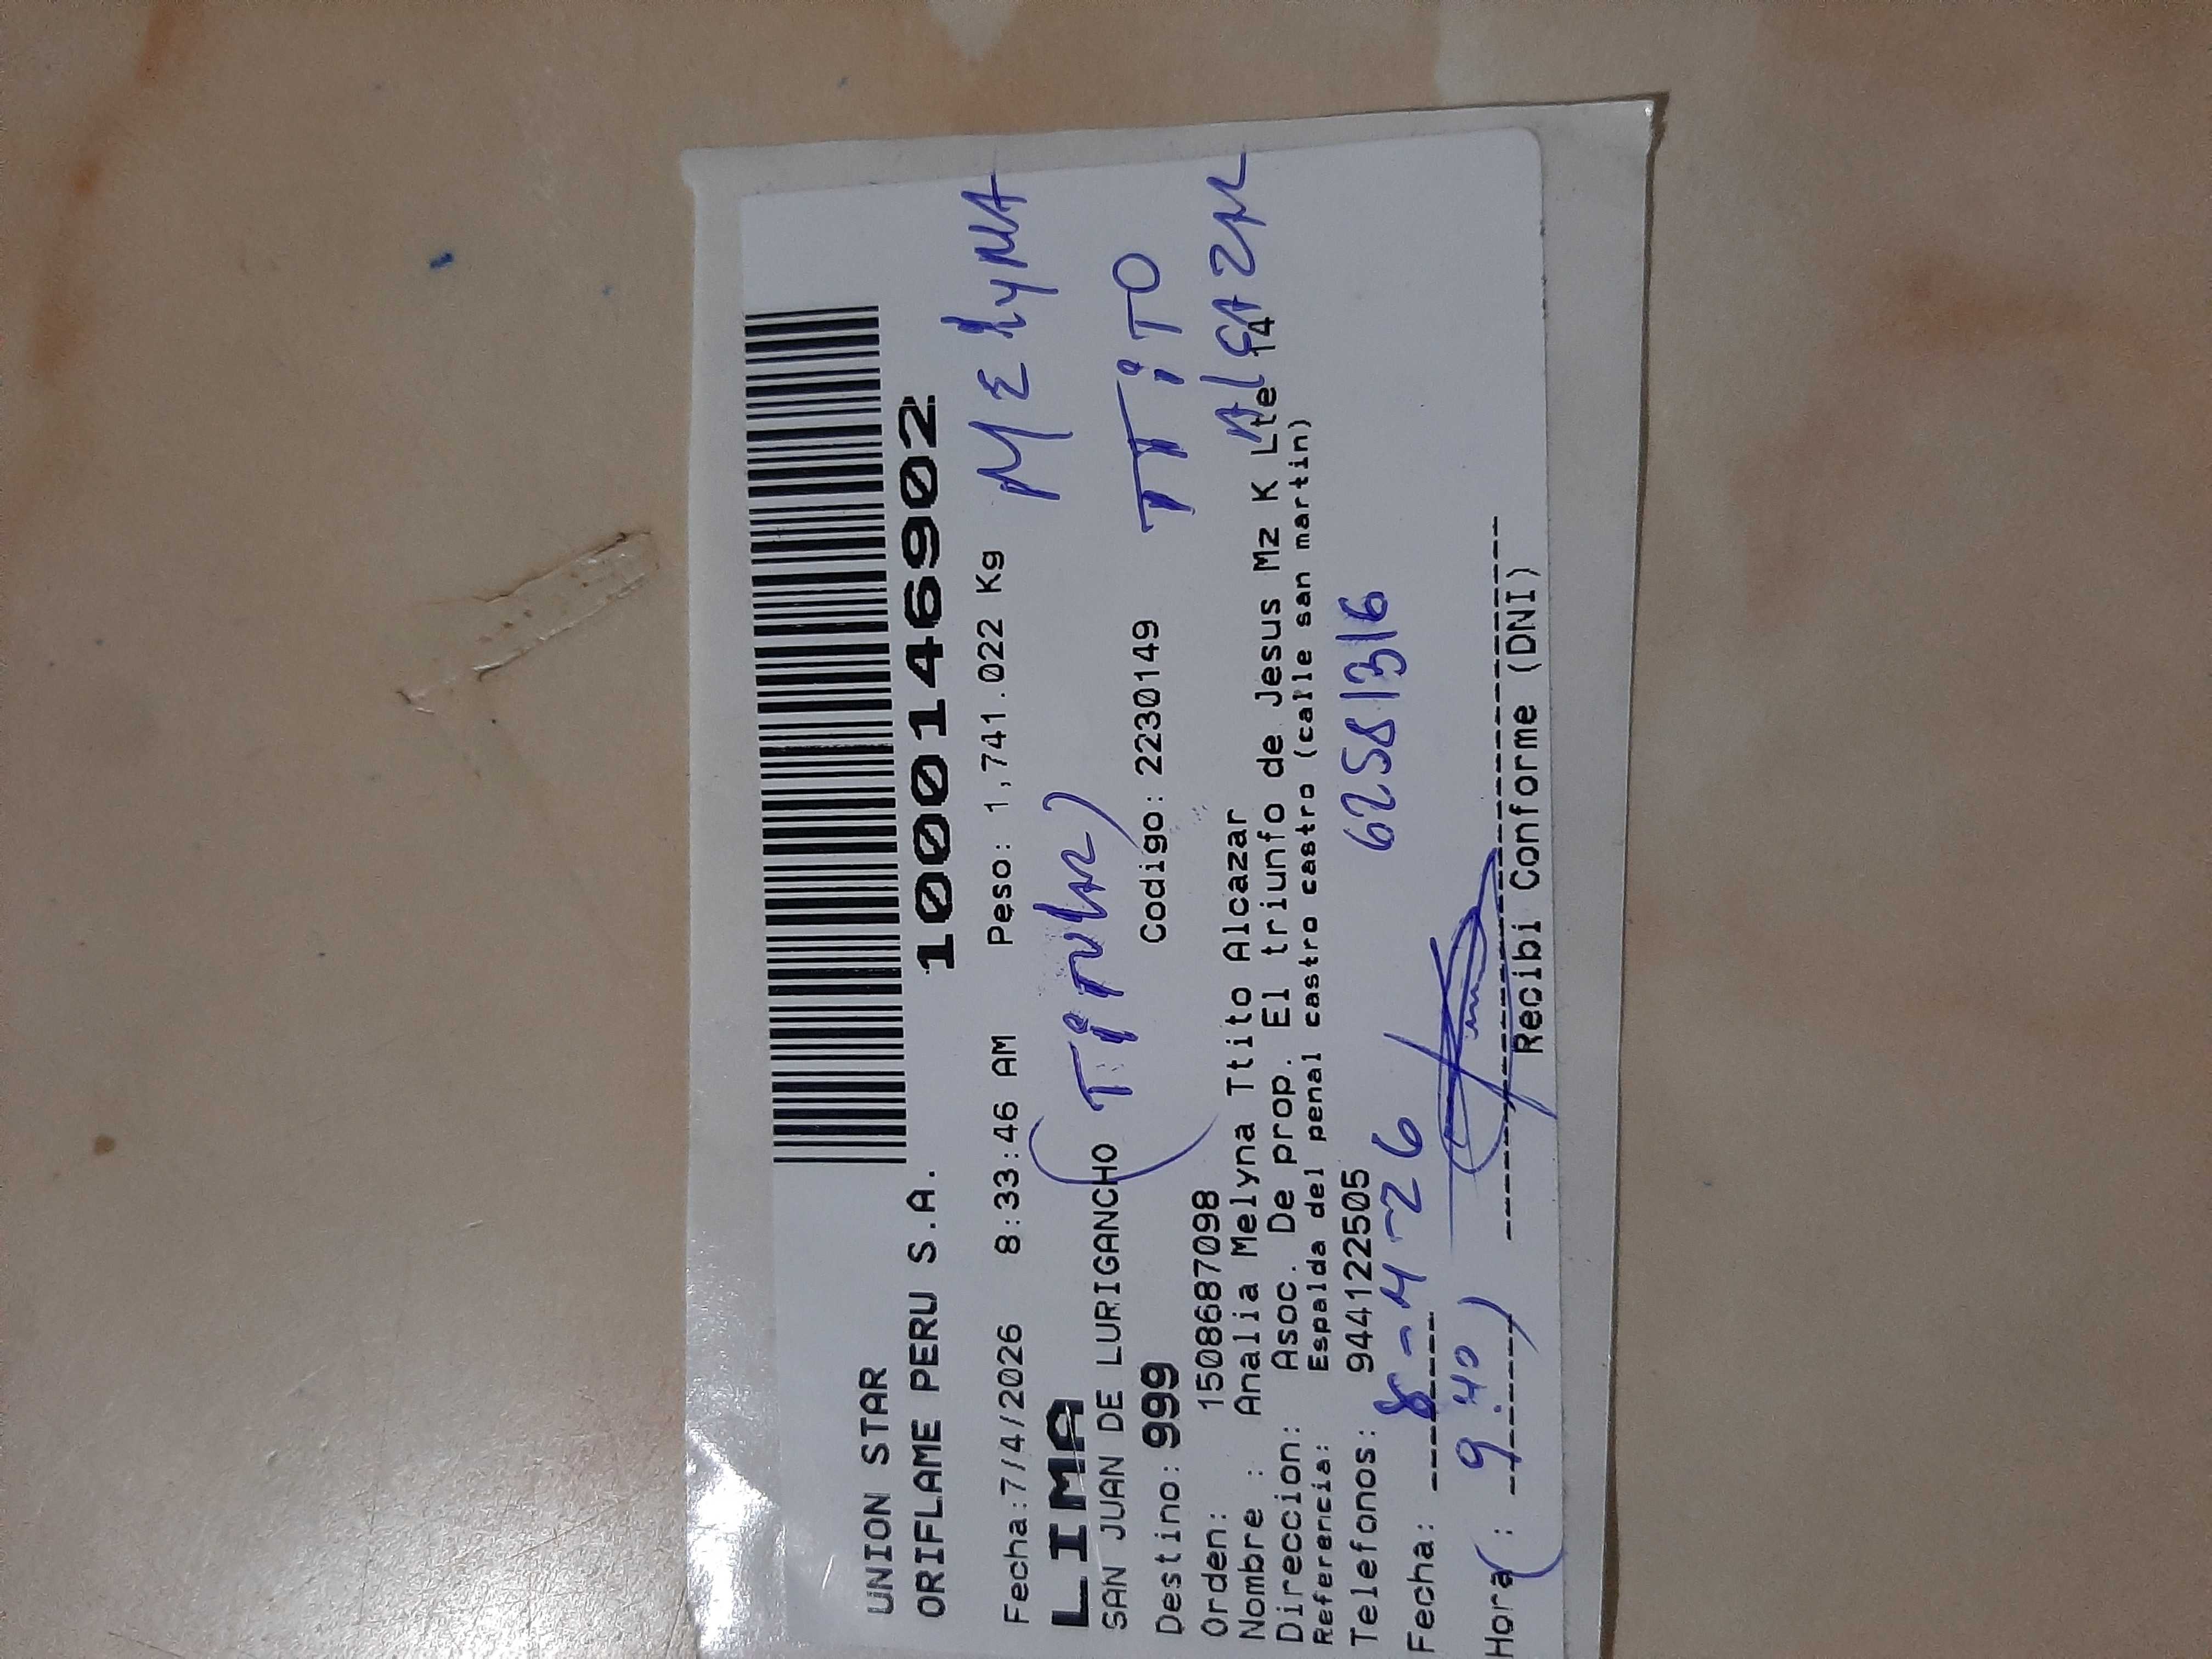 UNION STAR
ORIFLAME PERU S.A.
1000146902
Fecha:7/4/2026 8:33:46 AM Peso: 1,741.022 Kg
MELYNA
LIMA
SAN JUAN DE LURIGANCHO
(TiTULAR)
TTiTO
Destino: 999 Codigo: 2230149
AlCAZAR
Orden: 1508687098
Nombre : Analia Melyna Ttito Alcazar
Direccion: Asoc. De prop. El triunfo de Jesus Mz K Lte 14
Referencia: Espalda del penal castro castro (calle san martin)
Telefonos: 944122505
62581316
Fecha: 8-4-26
Hora: (9:40)
Recibi Conforme (DNI)